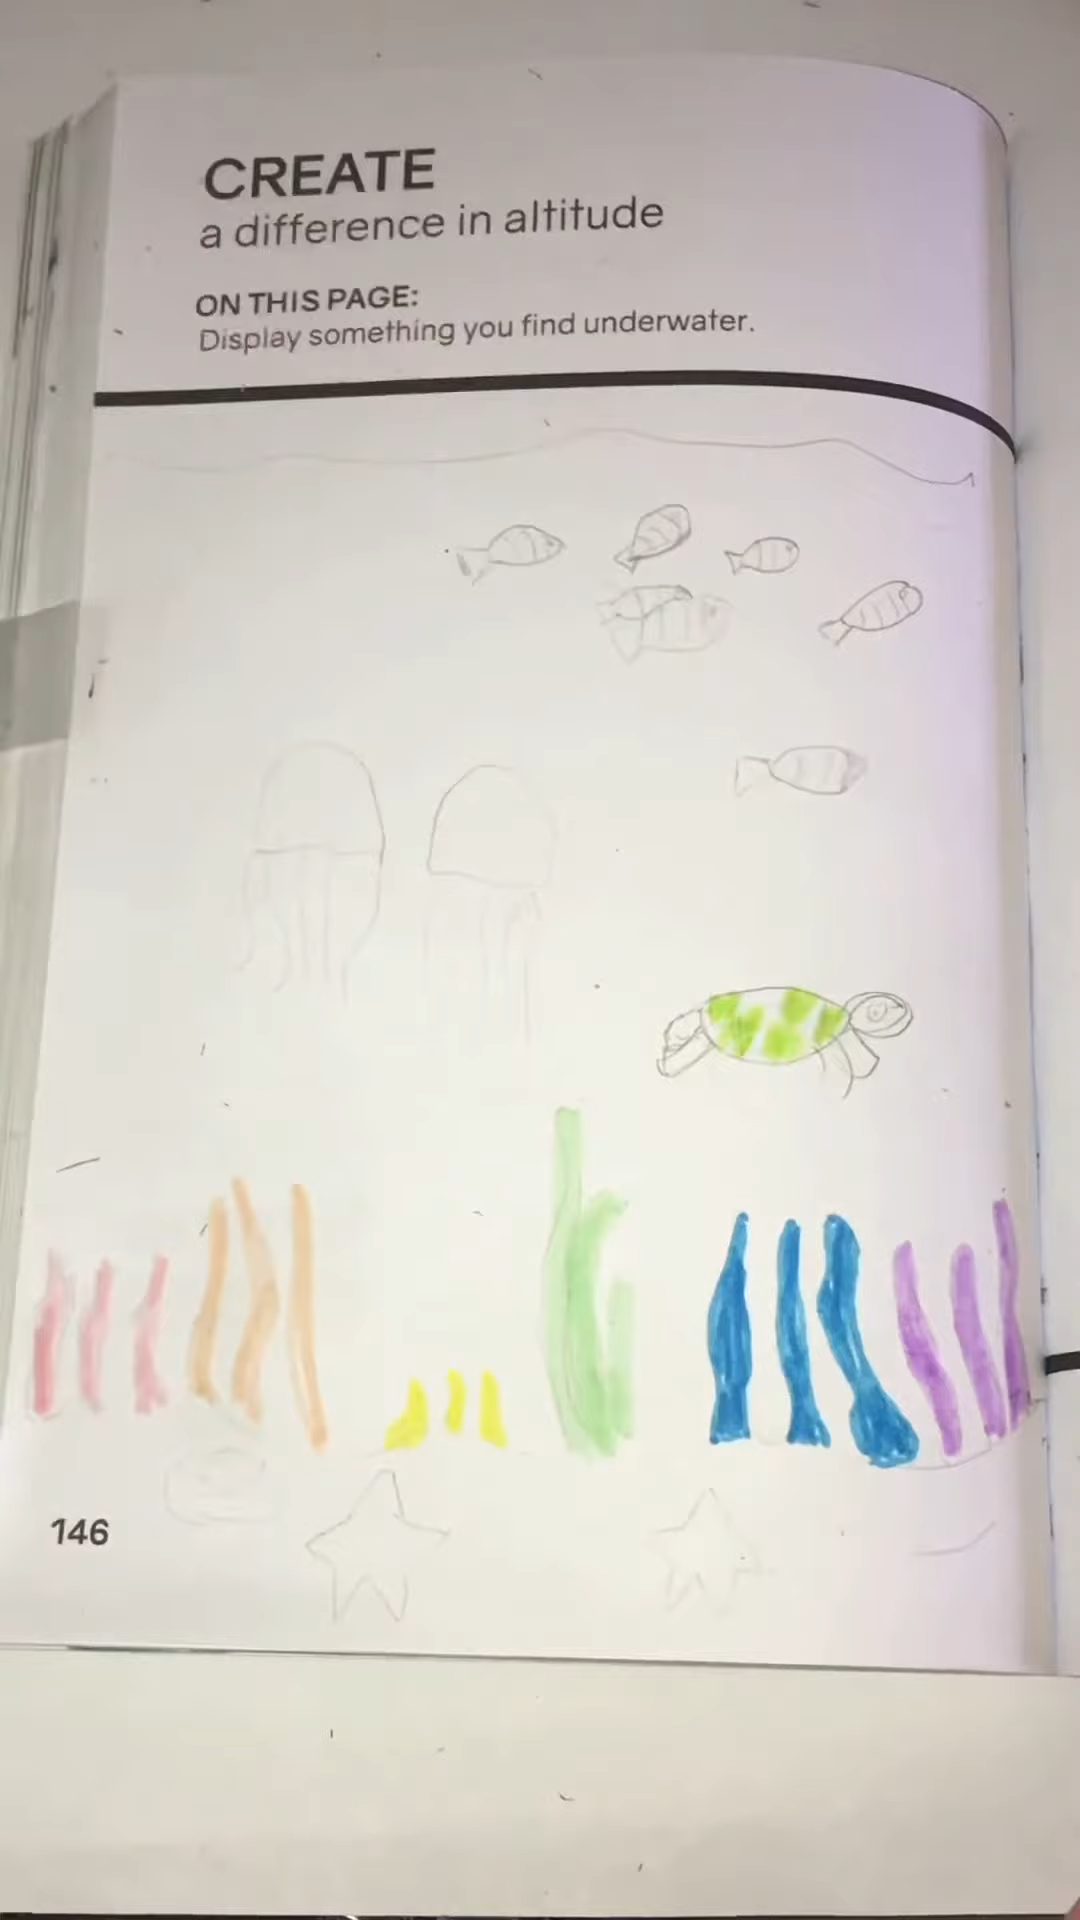 CREATE
a difference in altitude
ON THIS PAGE:
Display something you find underwater.
146